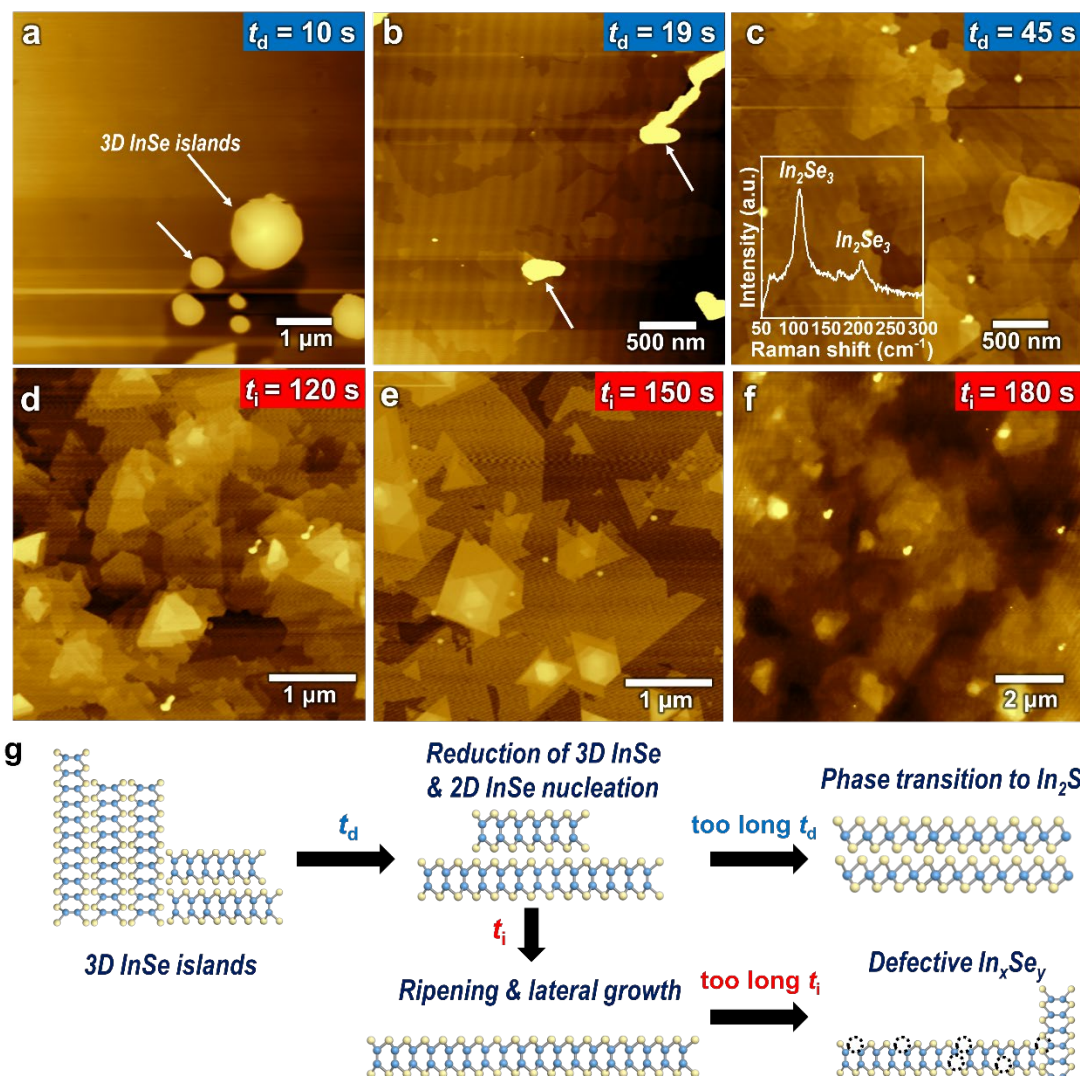 a
t_d = 10 s
3D InSe islands
1 μm
b
t_d = 19 s
500 nm
c
t_d = 45 s
In₂Se₃
In₂Se₃
Intensity (a.u.)
50 100 150 200 250 300
Raman shift (cm⁻¹)
500 nm
d
t_i = 120 s
1 μm
e
t_i = 150 s
1 μm
f
t_i = 180 s
2 μm
g
3D InSe islands
t_d
Reduction of 3D InSe
& 2D InSe nucleation
too long t_d
Phase transition to In₂S
t_i
Ripening & lateral growth
too long t_i
Defective In_xSe_y